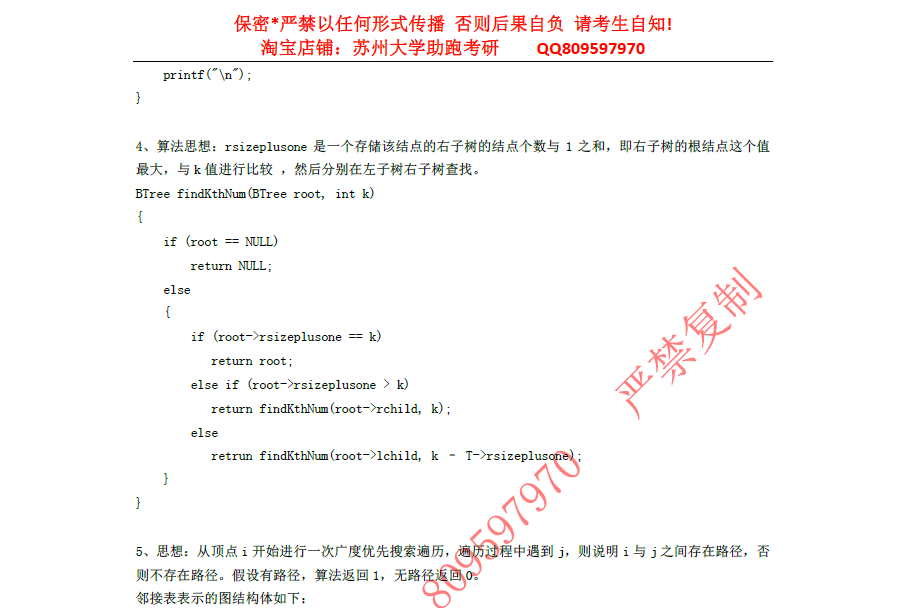 保密*严禁以任何形式传播 否则后果自负 请考生自知!
淘宝店铺：苏州大学助跑考研 QQ809597970
printf("\n");
}
4、算法思想：rsizeplusone 是一个存储该结点的右子树的结点个数与 1 之和，即右子树的根结点这个值
最大，与 k 值进行比较 ，然后分别在左子树右子树查找。
BTree findKthNum(BTree root, int k)
{
if (root == NULL)
return NULL;
else
{
if (root->rsizeplusone == k)
return root;
else if (root->rsizeplusone > k)
return findKthNum(root->rchild, k);
else
retrun findKthNum(root->lchild, k – T->rsizeplusone);
}
}
5、思想：从顶点 i 开始进行一次广度优先搜索遍历，遍历过程中遇到 j，则说明 i 与 j 之间存在路径，否
则不存在路径。假设有路径，算法返回 1，无路径返回 0。
邻接表表示的图结构体如下：
严禁复制
809597970